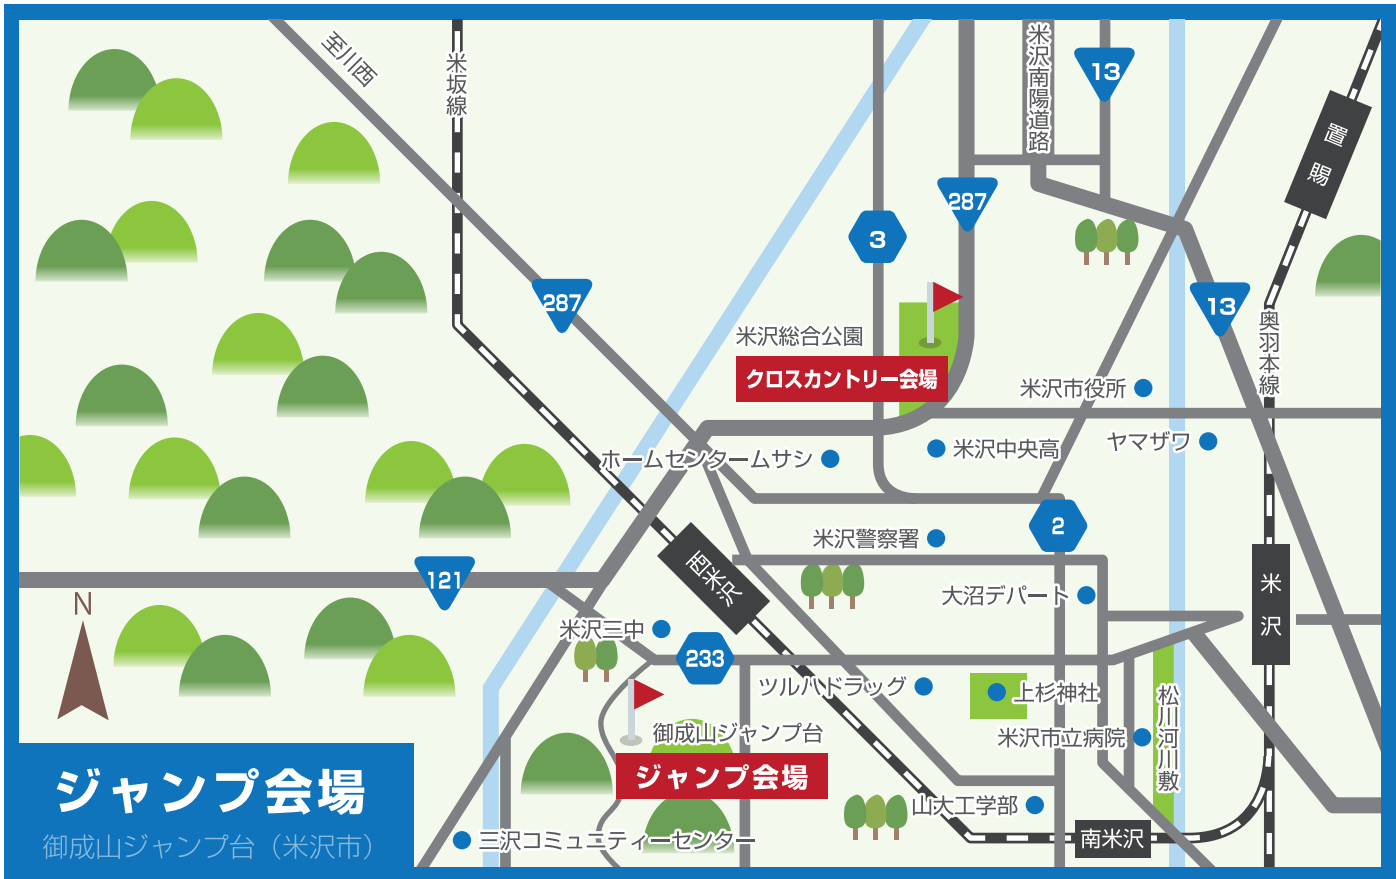 至川西
米坂線
米沢南陽道路
13
置賜
287
3
287
13
奥羽本線
米沢総合公園
クロスカントリー会場
米沢市役所
ホームセンタームサシ
米沢中央高
ヤマザワ
米沢警察署
2
西米沢
121
N
大沼デパート
米沢
米沢三中
233
ツルハドラッグ
上杉神社
松川河川敷
御成山ジャンプ台
米沢市立病院
ジャンプ会場
山大工学部
南米沢
三沢コミュニティーセンター
ジャンプ会場
御成山ジャンプ台（米沢市）